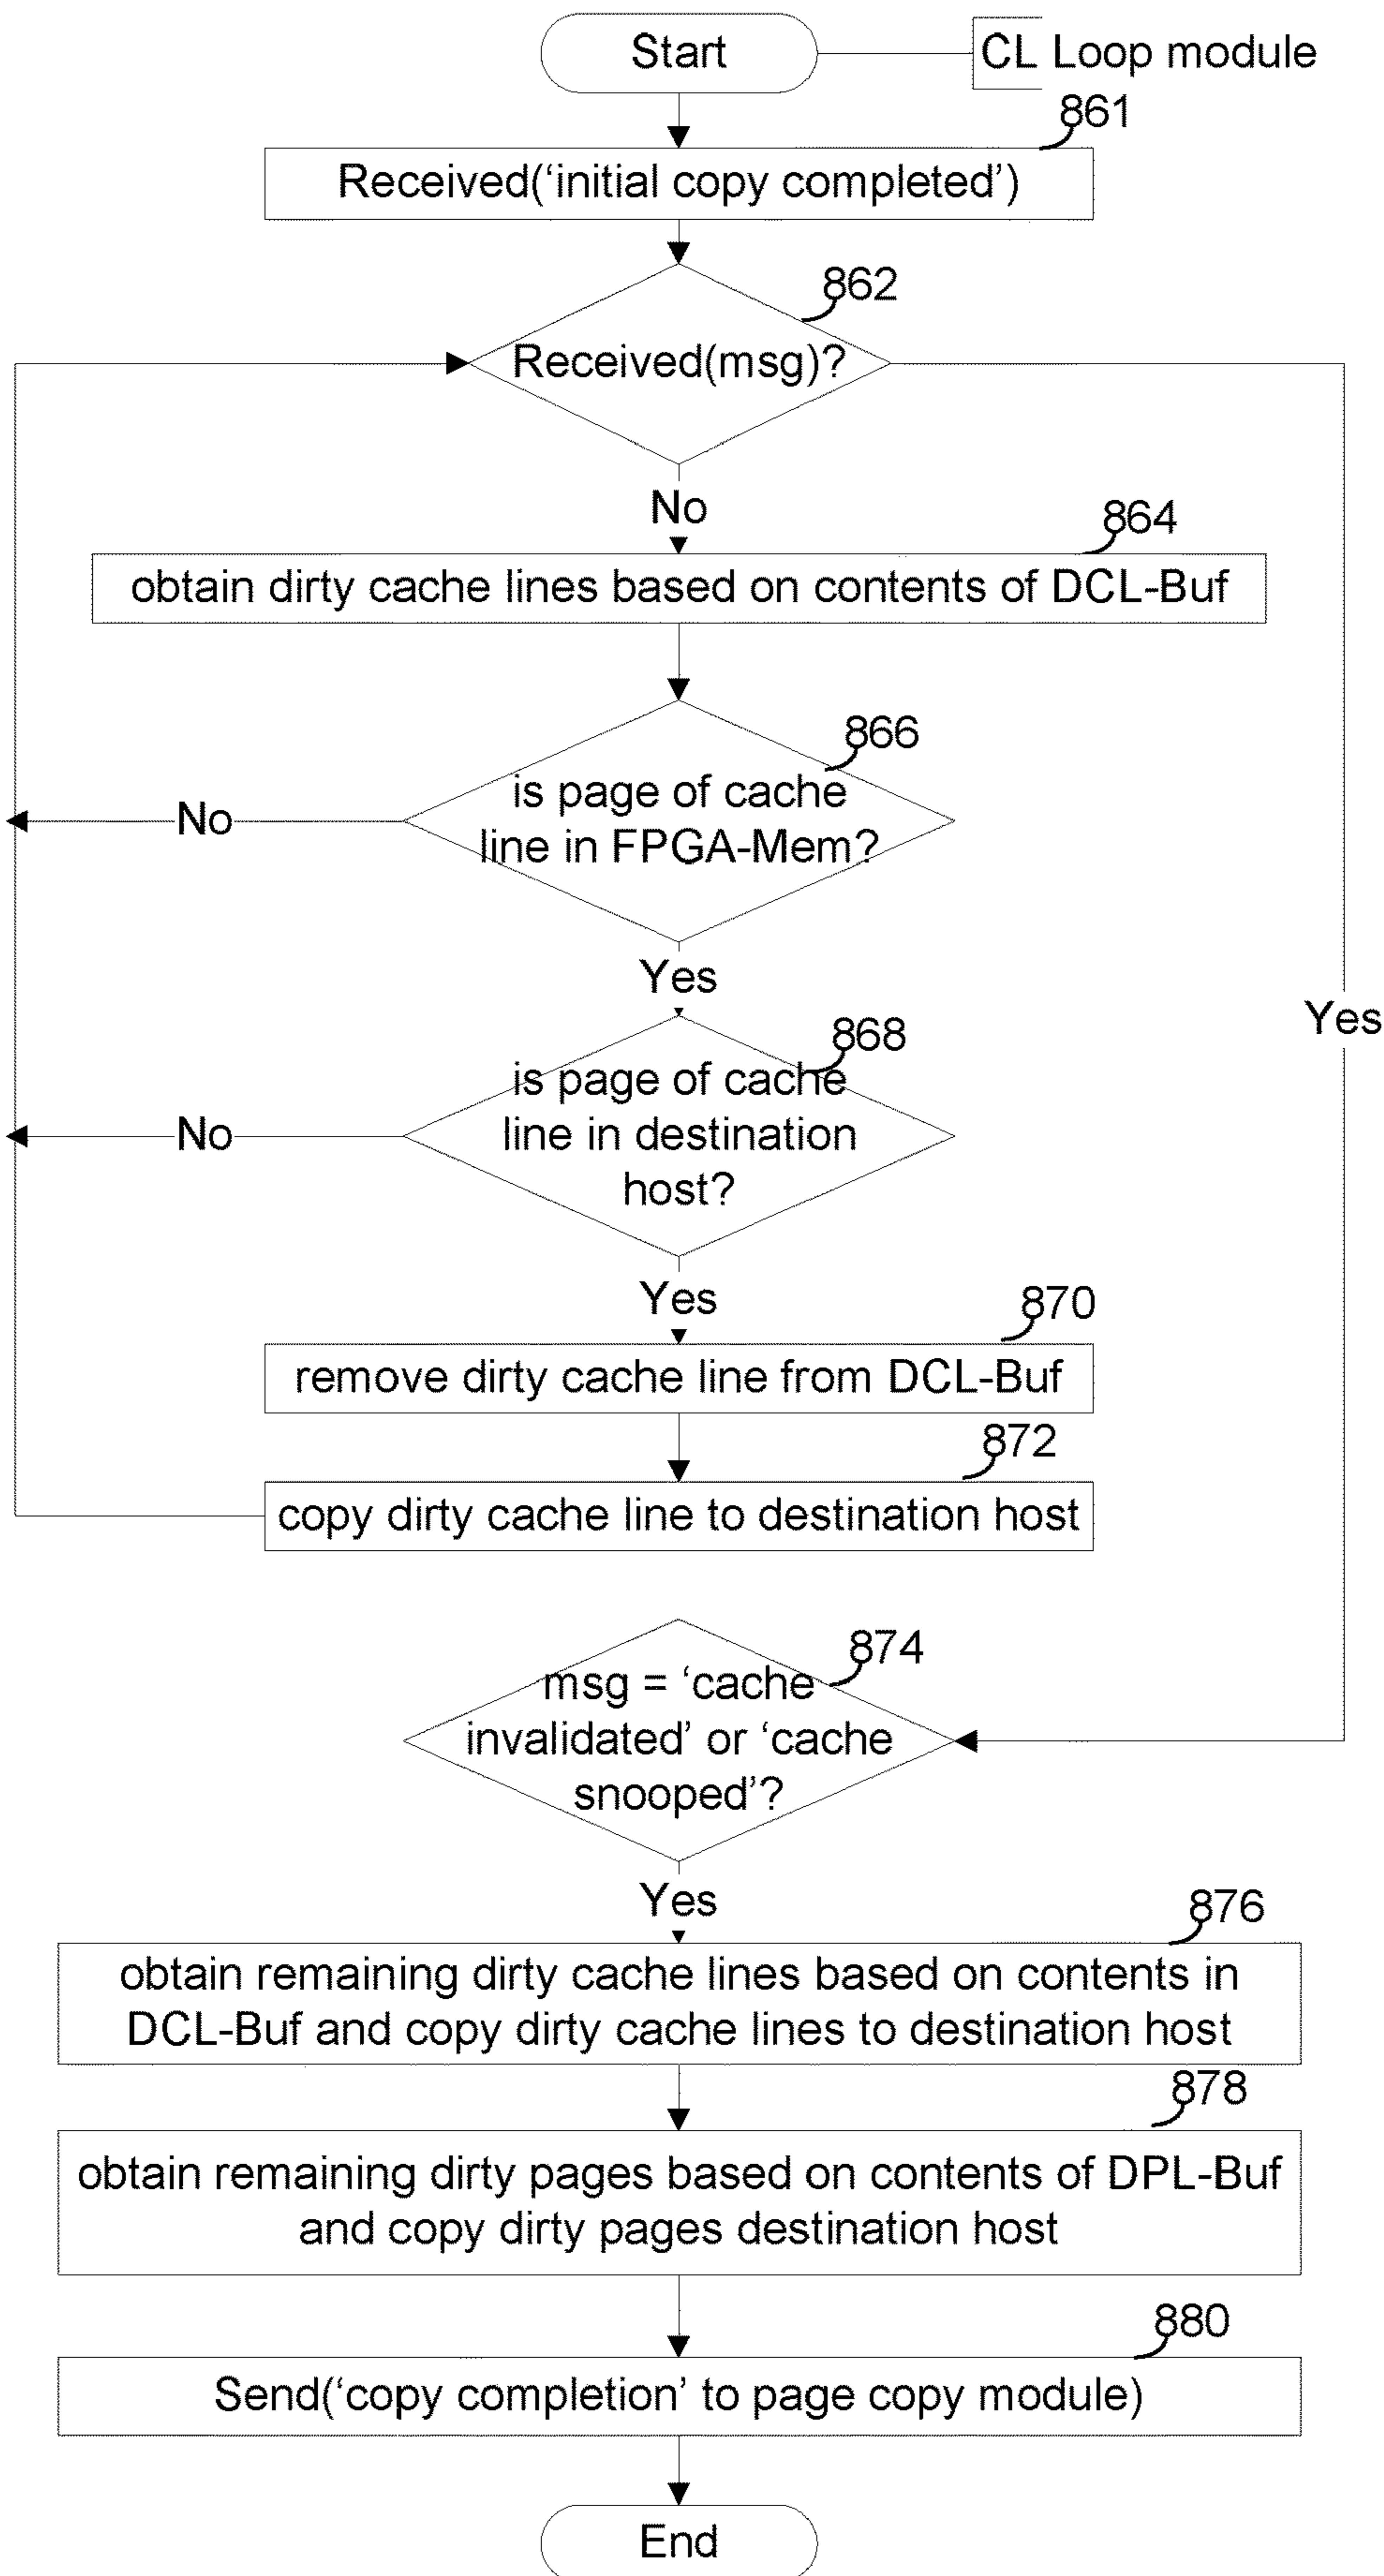 Start
CL Loop module
861
Received(‘initial copy completed’)
862
Received(msg)?
No
864
obtain dirty cache lines based on contents of DCL-Buf
866
is page of cache
line in FPGA-Mem?
No
Yes
Yes
868
is page of cache
line in destination
host?
No
Yes
870
remove dirty cache line from DCL-Buf
872
copy dirty cache line to destination host
874
msg = ‘cache
invalidated’ or ‘cache
snooped’?
Yes
876
obtain remaining dirty cache lines based on contents in
DCL-Buf and copy dirty cache lines to destination host
878
obtain remaining dirty pages based on contents of DPL-Buf
and copy dirty pages destination host
880
Send(‘copy completion’ to page copy module)
End